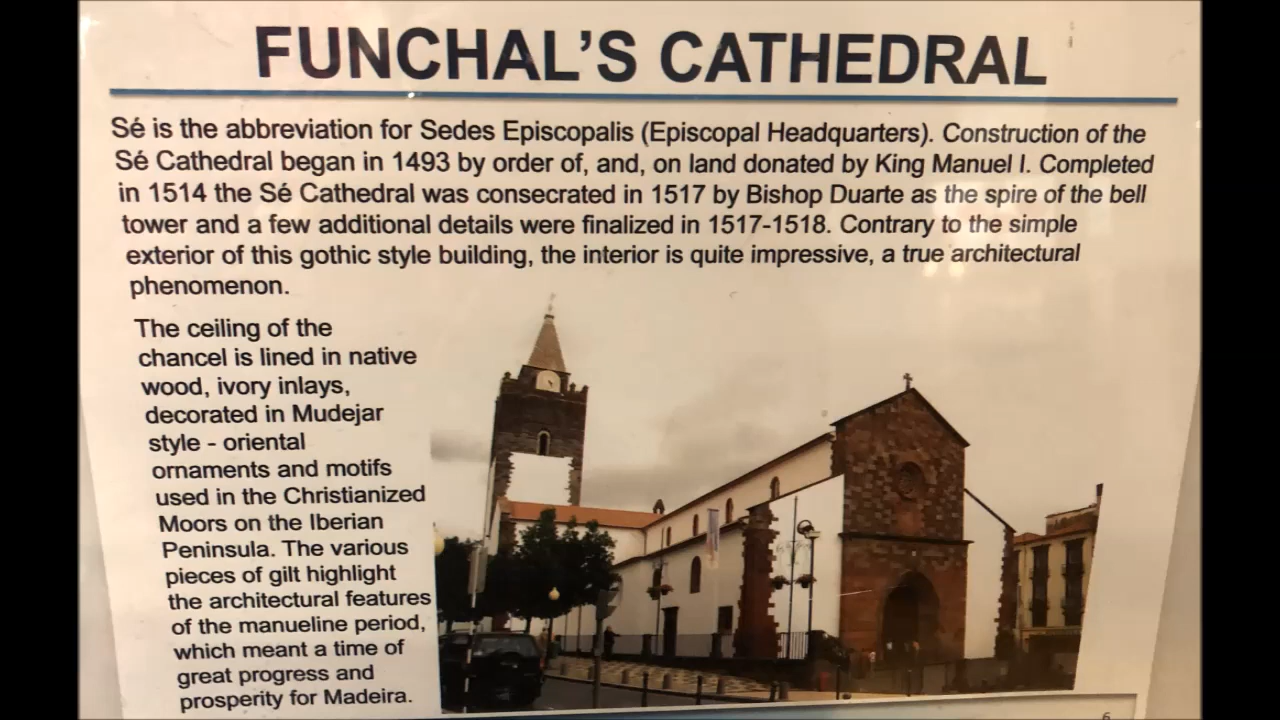 FUNCHAL'S CATHEDRAL
Sé is the abbreviation for Sedes Episcopalis (Episcopal Headquarters). Construction of the
Sé Cathedral began in 1493 by order of, and, on land donated by King Manuel I. Completed
in 1514 the Sé Cathedral was consecrated in 1517 by Bishop Duarte as the spire of the bell
tower and a few additional details were finalized in 1517-1518. Contrary to the simple
exterior of this gothic style building, the interior is quite impressive, a true architectural
phenomenon.
The ceiling of the
chancel is lined in native
wood, ivory inlays,
decorated in Mudejar
style - oriental
ornaments and motifs
used in the Christianized
Moors on the Iberian
Peninsula. The various
pieces of gilt highlight
the architectural features
of the manueline period,
which meant a time of
great progress and
prosperity for Madeira.
6